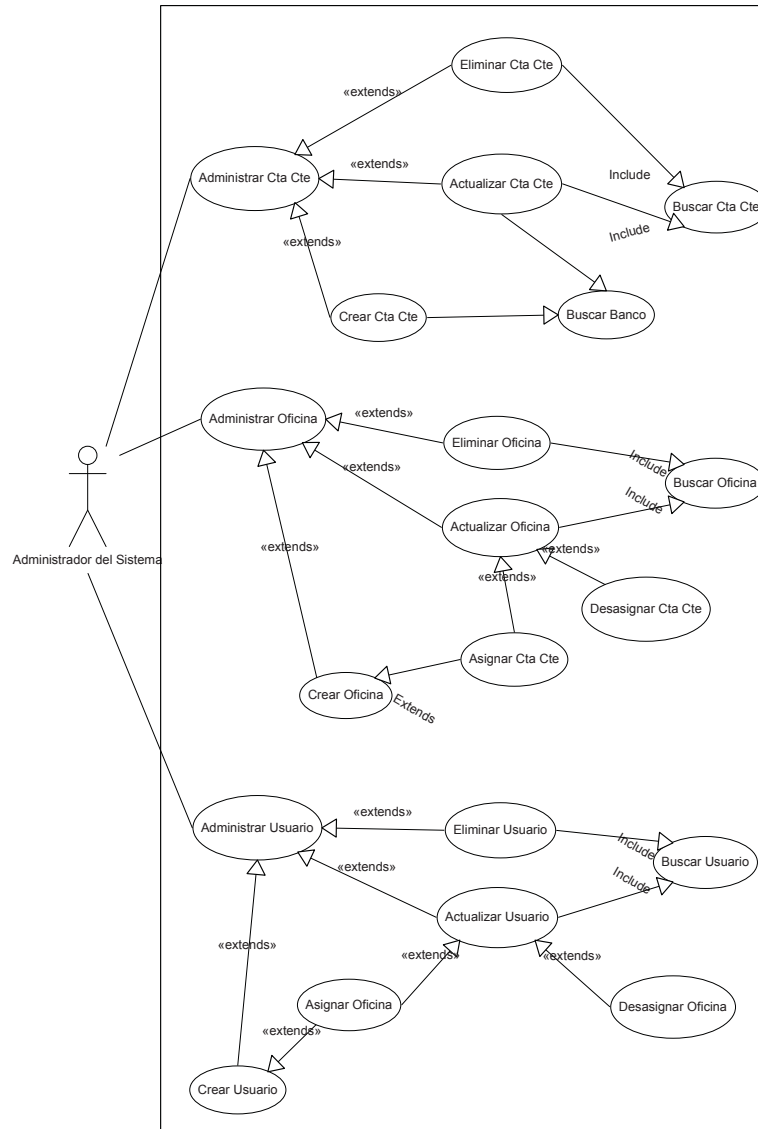 Eliminar Cta Cte
«extends»
Administrar Cta Cte
«extends»
Actualizar Cta Cte
Include
Buscar Cta Cte
Include
«extends»
Crear Cta Cte
Buscar Banco
Administrar Oficina
«extends»
Eliminar Oficina
Include
Buscar Oficina
«extends»
Include
Actualizar Oficina
«extends»
«extends»
«extends»
Administrador del Sistema
Desasignar Cta Cte
Asignar Cta Cte
Crear Oficina
Extends
Administrar Usuario
«extends»
Eliminar Usuario
Include
Buscar Usuario
«extends»
Include
Actualizar Usuario
«extends»
«extends»
«extends»
Asignar Oficina
Desasignar Oficina
«extends»
Crear Usuario